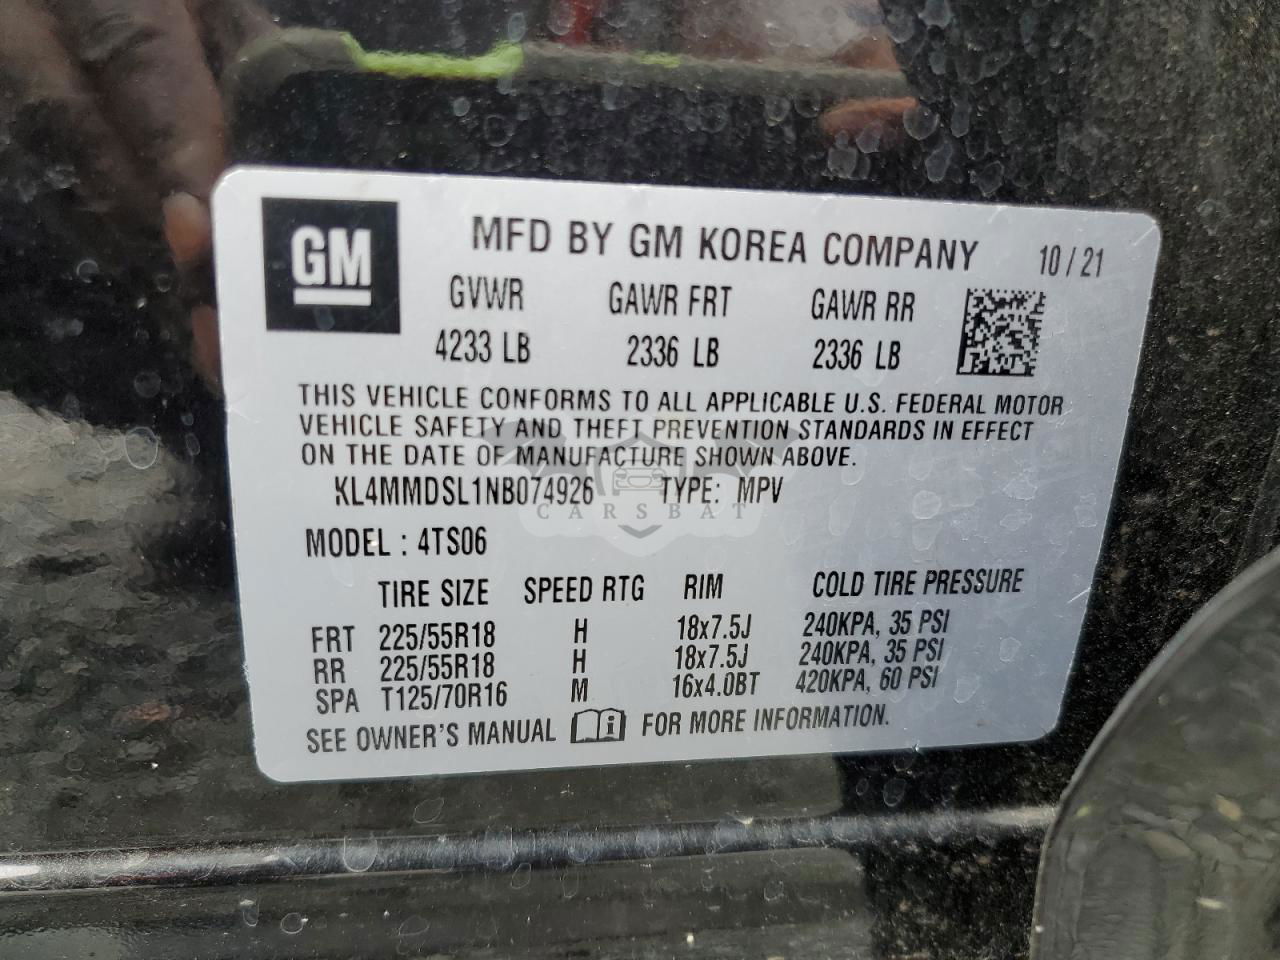 GM MFD BY GM KOREA COMPANY 10/21
GVWR GAWR FRT GAWR RR
4233 LB 2336 LB 2336 LB
THIS VEHICLE CONFORMS TO ALL APPLICABLE U.S. FEDERAL MOTOR
VEHICLE SAFETY AND THEFT PREVENTION STANDARDS IN EFFECT
ON THE DATE OF MANUFACTURE SHOWN ABOVE.
KL4MMDSL1NB074926 TYPE: MPV
CARSBAT
MODEL : 4TS06
TIRE SIZE SPEED RTG RIM COLD TIRE PRESSURE
FRT 225/55R18 H 18x7.5J 240KPA, 35 PSI
RR 225/55R18 H 18x7.5J 240KPA, 35 PSI
SPA T125/70R16 M 16x4.0BT 420KPA, 60 PSI
SEE OWNER'S MANUAL i FOR MORE INFORMATION.